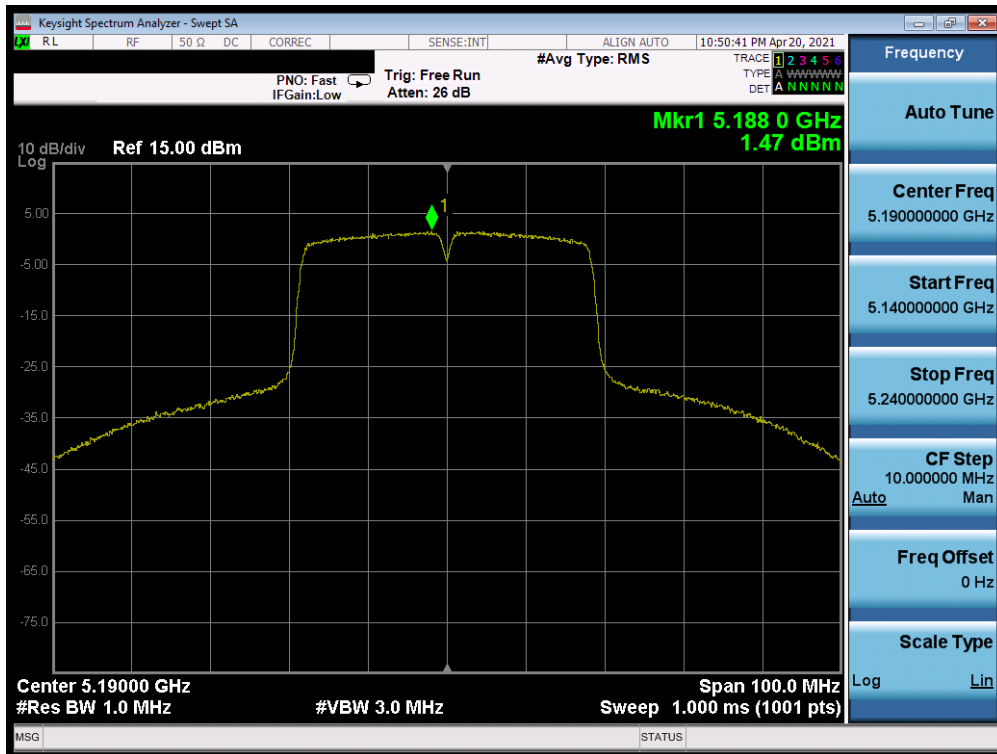 Keysight Spectrum Analyzer - Swept SA
LXI RL RF 50 Ω DC CORREC SENSE:INT ALIGN AUTO 10:50:41 PM Apr 20, 2021
#Avg Type: RMS
TRACE 1 2 3 4 5 6
PNO: Fast
Trig: Free Run
TYPE A WWWWW
IFGain:Low
Atten: 26 dB
DET A N N N N N
Mkr1 5.188 0 GHz
1.47 dBm
10 dB/div
Ref 15.00 dBm
Log
1
5.00
-5.00
-15.0
-25.0
-35.0
-45.0
-55.0
-65.0
-75.0
Center 5.19000 GHz
Span 100.0 MHz
#Res BW 1.0 MHz
#VBW 3.0 MHz
Sweep 1.000 ms (1001 pts)
MSG
STATUS
Frequency
Auto Tune
Center Freq
5.190000000 GHz
Start Freq
5.140000000 GHz
Stop Freq
5.240000000 GHz
CF Step
10.000000 MHz
Auto Man
Freq Offset
0 Hz
Scale Type
Log Lin